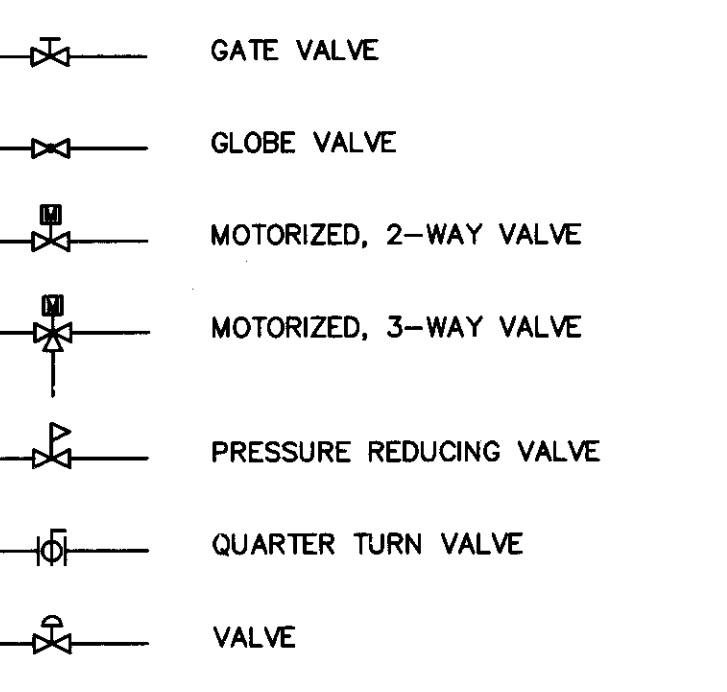 GATE VALVE
GLOBE VALVE
M
MOTORIZED, 2-WAY VALVE
M
MOTORIZED, 3-WAY VALVE
PRESSURE REDUCING VALVE
QUARTER TURN VALVE
VALVE